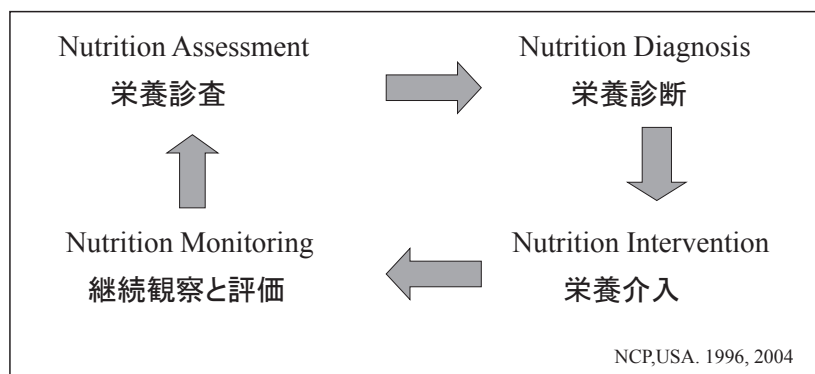 Nutrition Assessment
栄養診査
Nutrition Diagnosis
栄養診断
Nutrition Monitoring
継続観察と評価
Nutrition Intervention
栄養介入
NCP,USA. 1996, 2004